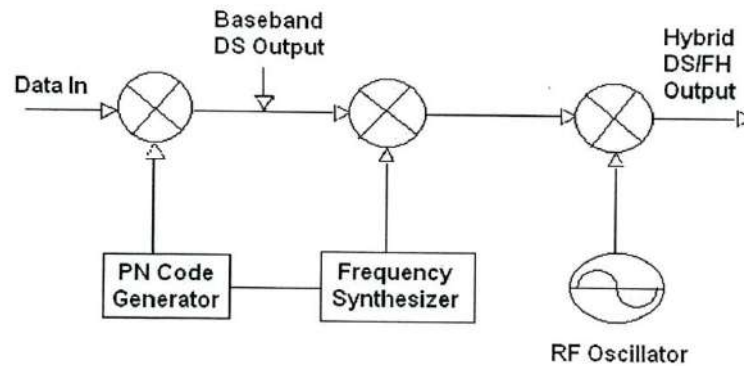 Baseband
DS Output
Hybrid
DS/FH
Output
Data In
PN Code
Generator
Frequency
Synthesizer
RF Oscillator